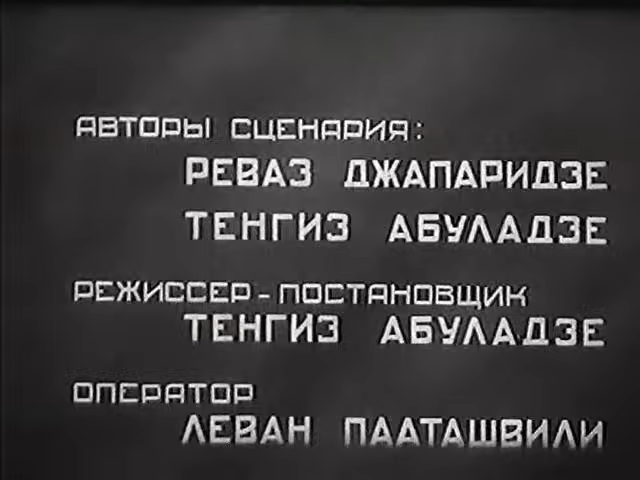 АВТОРЫ СЦЕНАРИЯ:
РЕВАЗ ДЖАПАРИДЗЕ
ТЕНГИЗ АБУЛАДЗЕ
РЕЖИССЕР-ПОСТАНОВЩИК
ТЕНГИЗ АБУЛАДЗЕ
ОПЕРАТОР
ЛЕВАН ПААТАШВИЛИ